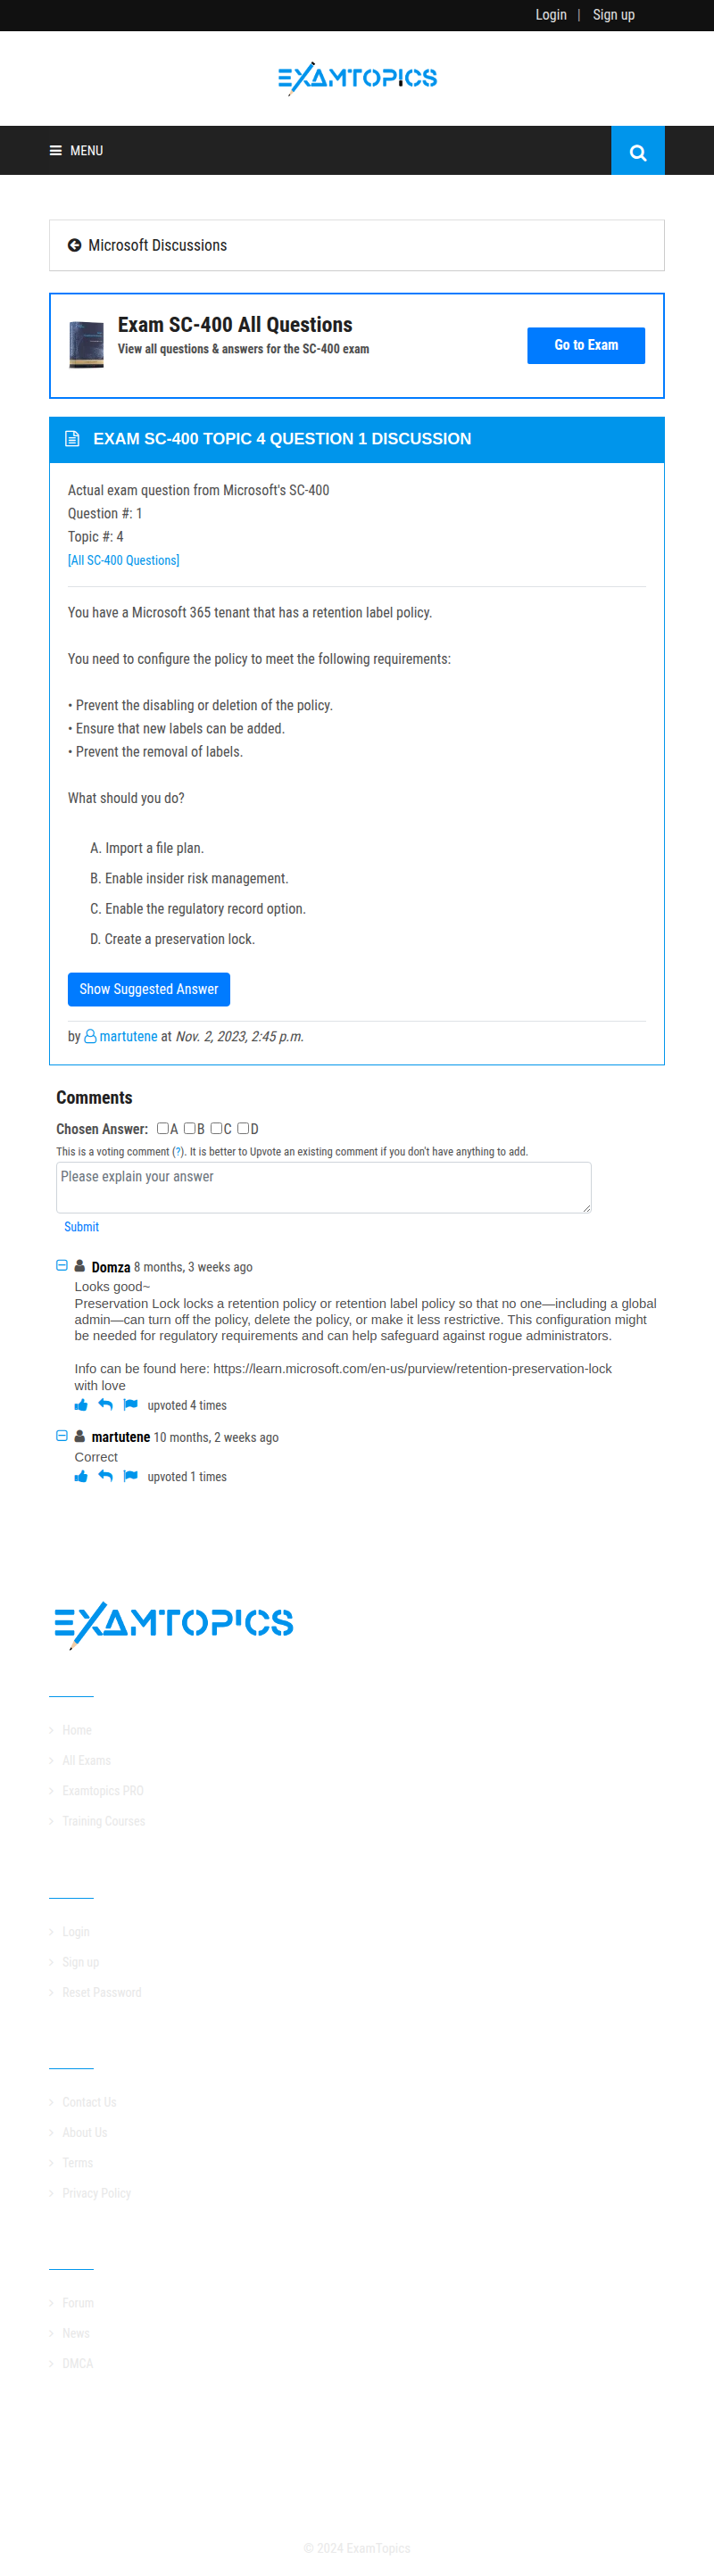 Login | Sign up
EXAMTOPICS
MENU
Microsoft Discussions
Exam SC-400 All Questions
View all questions & answers for the SC-400 exam
Go to Exam
EXAM SC-400 TOPIC 4 QUESTION 1 DISCUSSION
Actual exam question from Microsoft's SC-400
Question #: 1
Topic #: 4
[All SC-400 Questions]
You have a Microsoft 365 tenant that has a retention label policy.
You need to configure the policy to meet the following requirements:
• Prevent the disabling or deletion of the policy.
• Ensure that new labels can be added.
• Prevent the removal of labels.
What should you do?
A. Import a file plan.
B. Enable insider risk management.
C. Enable the regulatory record option.
D. Create a preservation lock.
Show Suggested Answer
by martutene at Nov. 2, 2023, 2:45 p.m.
Comments
Chosen Answer: A B C D
This is a voting comment (?). It is better to Upvote an existing comment if you don't have anything to add.
Please explain your answer
Submit
Domza 8 months, 3 weeks ago
Looks good~
Preservation Lock locks a retention policy or retention label policy so that no one—including a global
admin—can turn off the policy, delete the policy, or make it less restrictive. This configuration might
be needed for regulatory requirements and can help safeguard against rogue administrators.
Info can be found here: https://learn.microsoft.com/en-us/purview/retention-preservation-lock
with love
upvoted 4 times
martutene 10 months, 2 weeks ago
Correct
upvoted 1 times
EXAMTOPICS
Home
All Exams
Examtopics PRO
Training Courses
Login
Sign up
Reset Password
Contact Us
About Us
Terms
Privacy Policy
Forum
News
DMCA
© 2024 ExamTopics